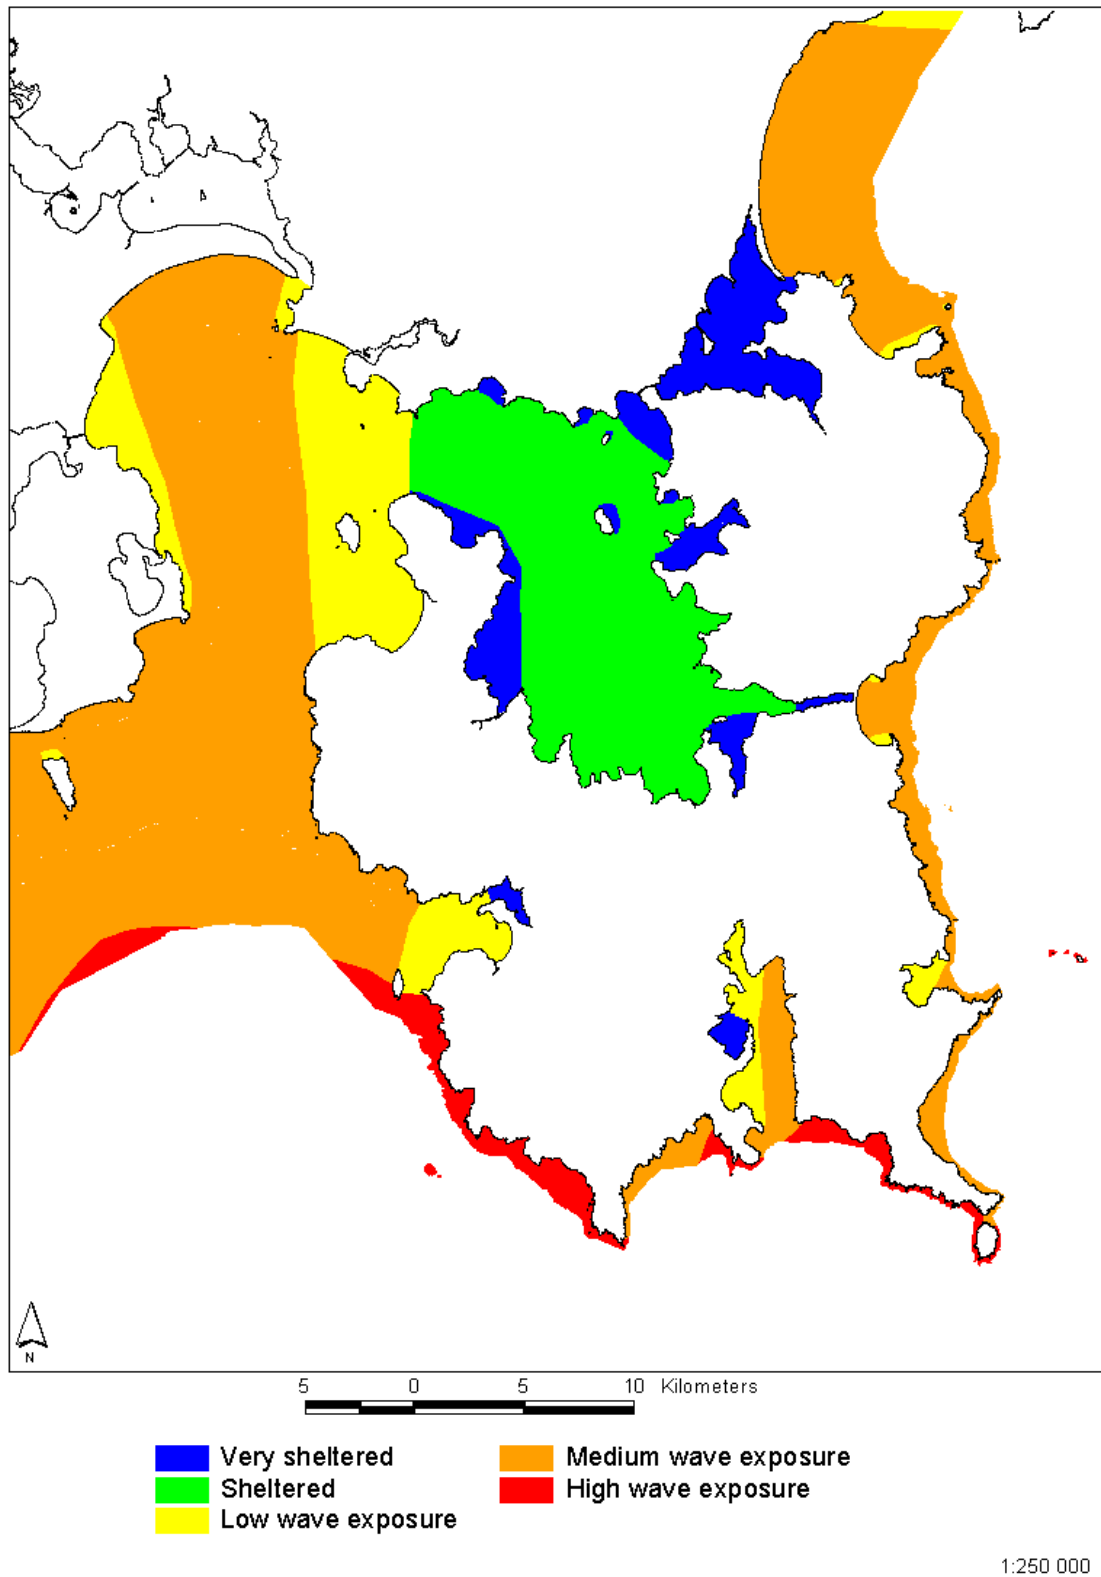 N
5 0 5 10 Kilometers
Very sheltered
Sheltered
Low wave exposure
Medium wave exposure
High wave exposure
1:250 000